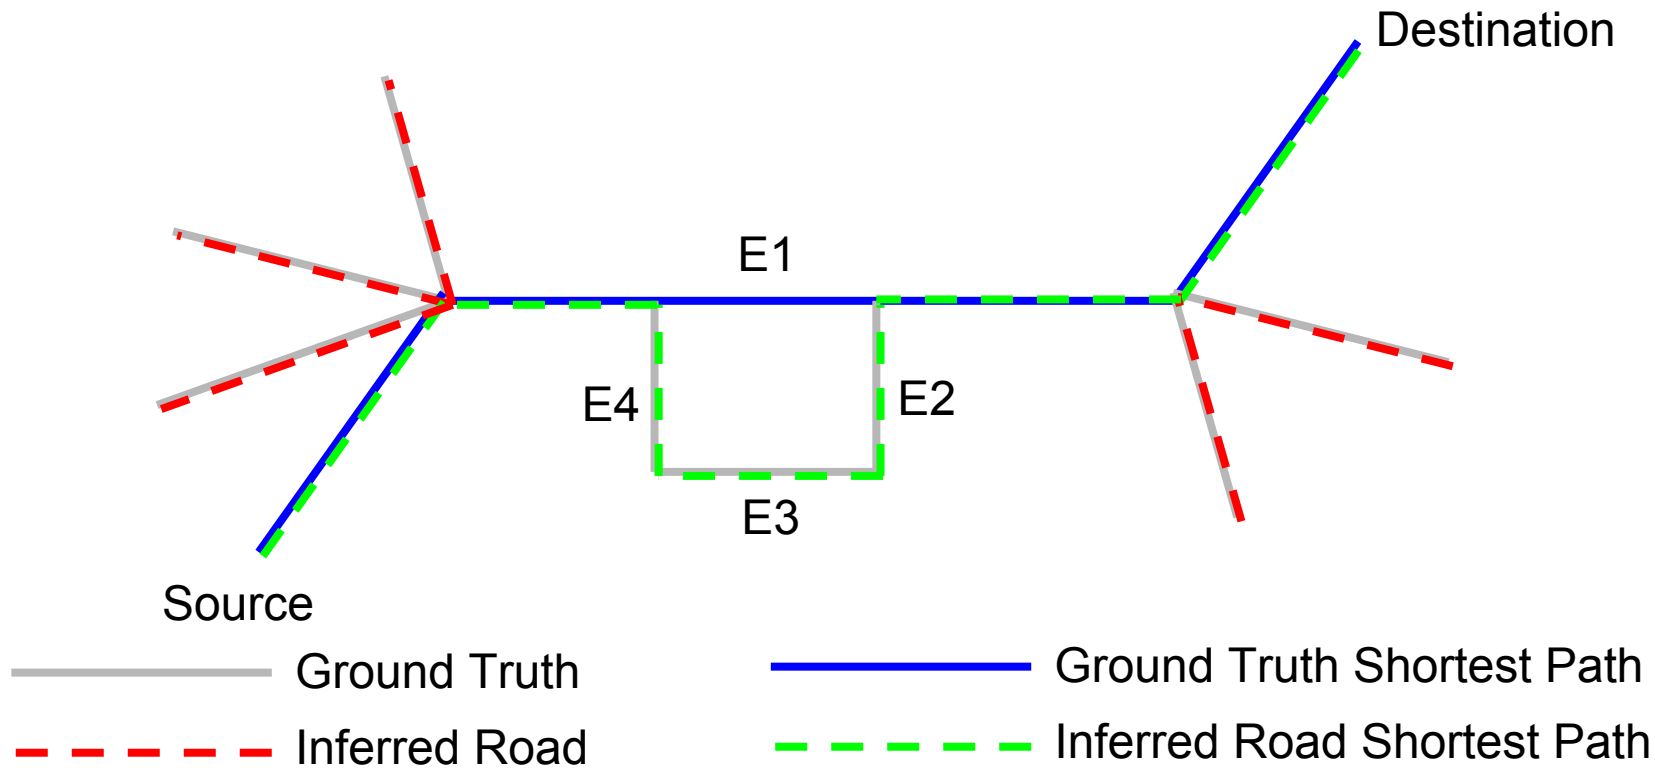 Destination
E1
E4
E2
E3
Source
Ground Truth
Ground Truth Shortest Path
Inferred Road
Inferred Road Shortest Path